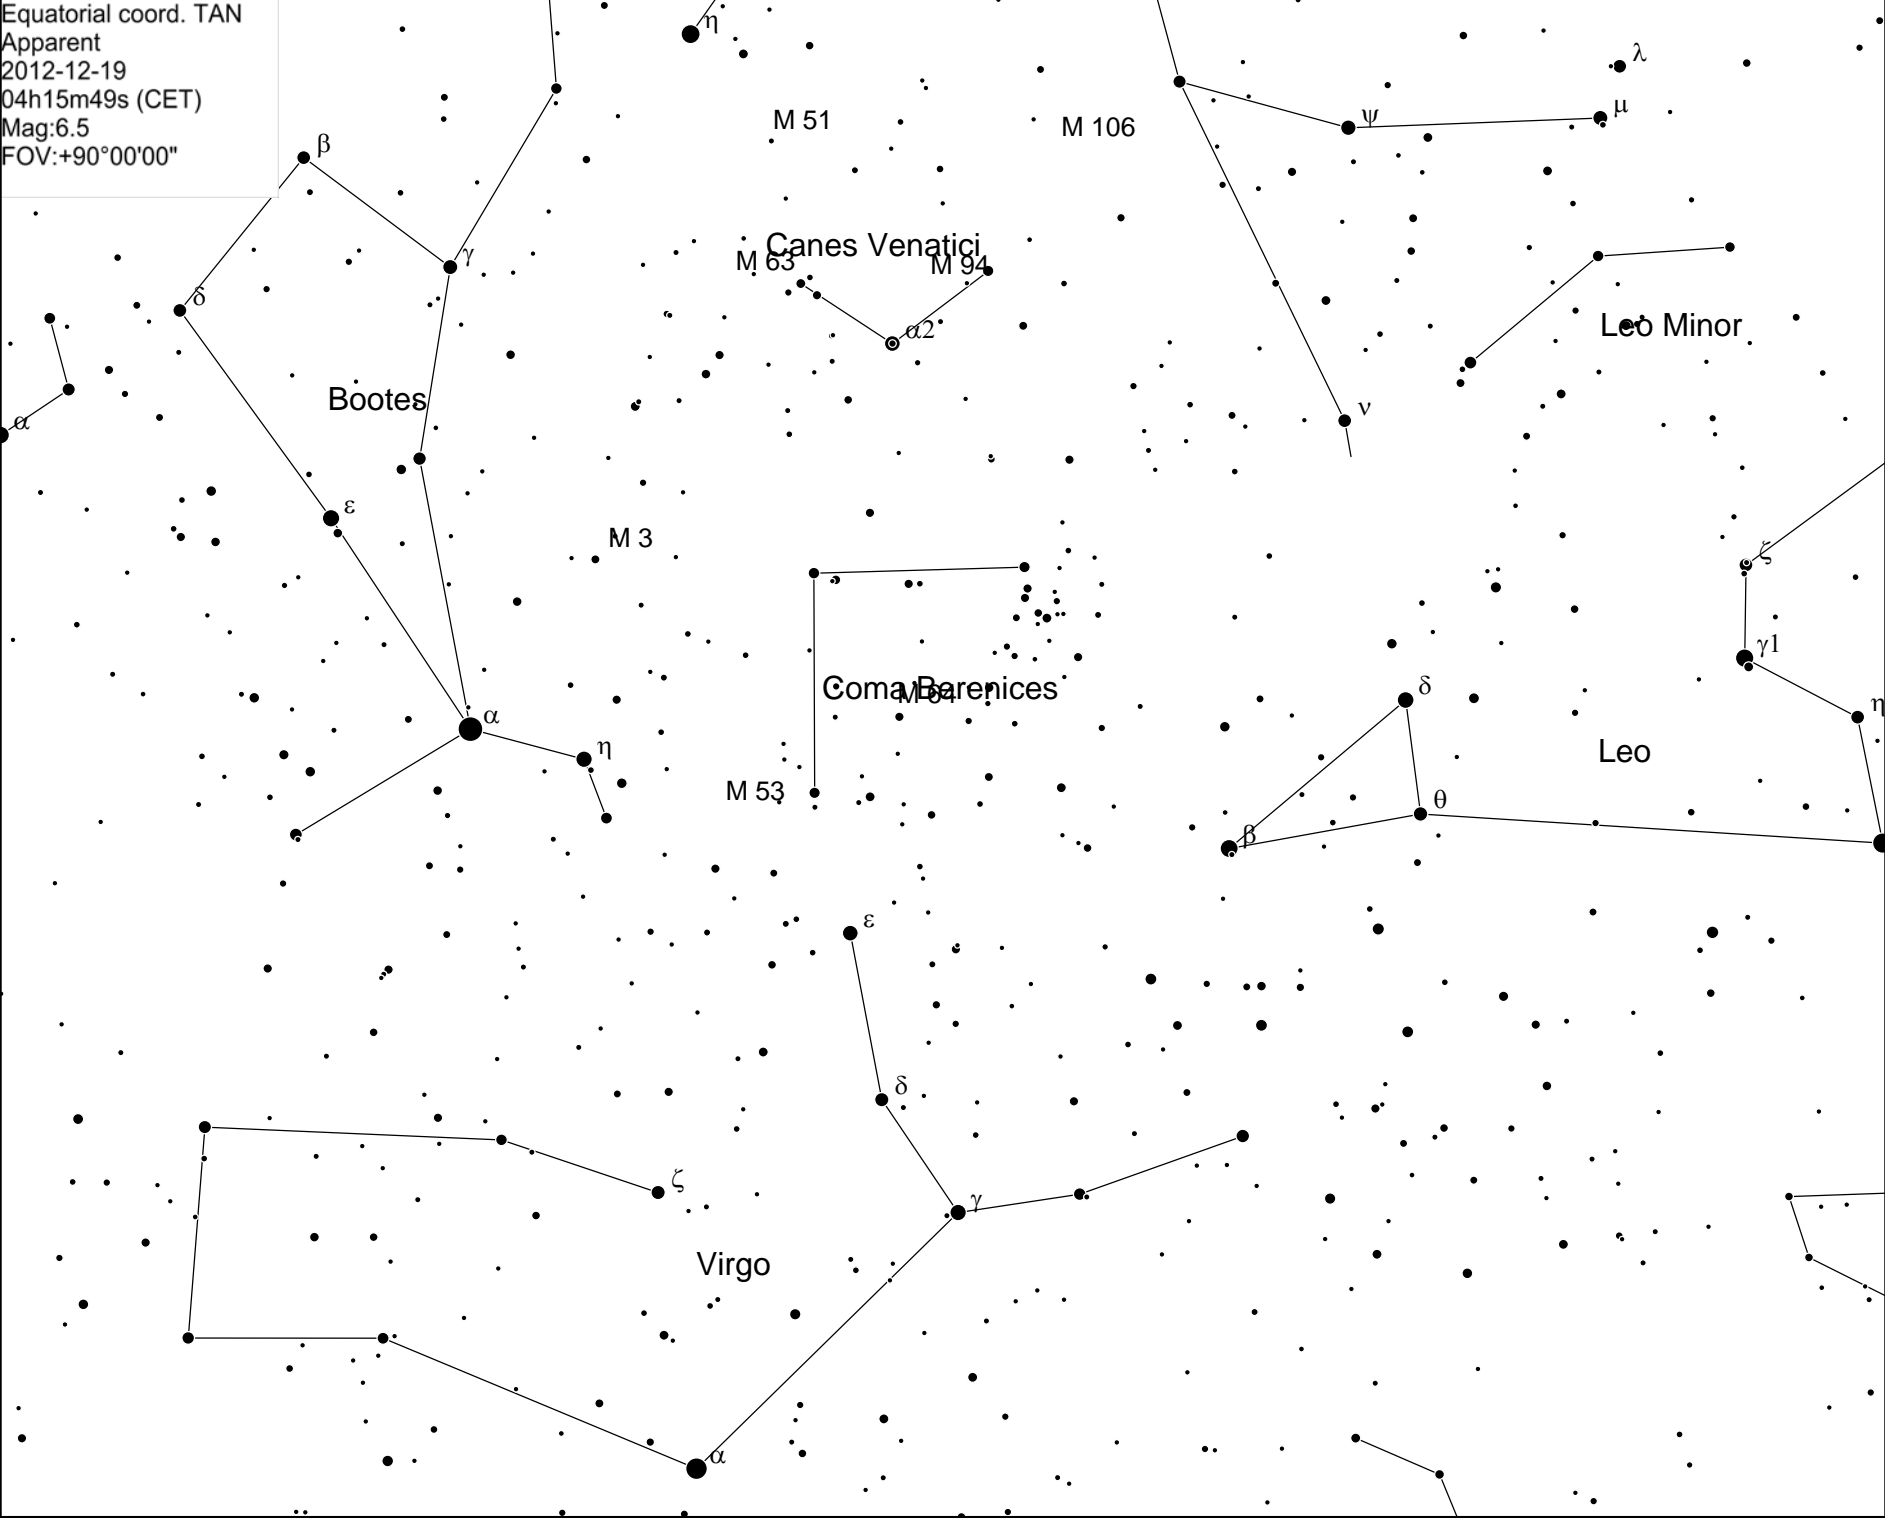 Equatorial coord. TAN
Apparent
2012-12-19
04h15m49s (CET)
Mag:6.5
FOV:+90°00'00"
η
λ
μ
M 51
M 106
ψ
β
Canes Venatici
γ
M 63
M 94
δ
α2
Leo Minor
Bootes
ν
α
ε
M 3
ζ
γ1
Coma Berenices
M 64
δ
η
α
Leo
η
M 53
θ
β
ε
δ
ζ
γ
Virgo
α